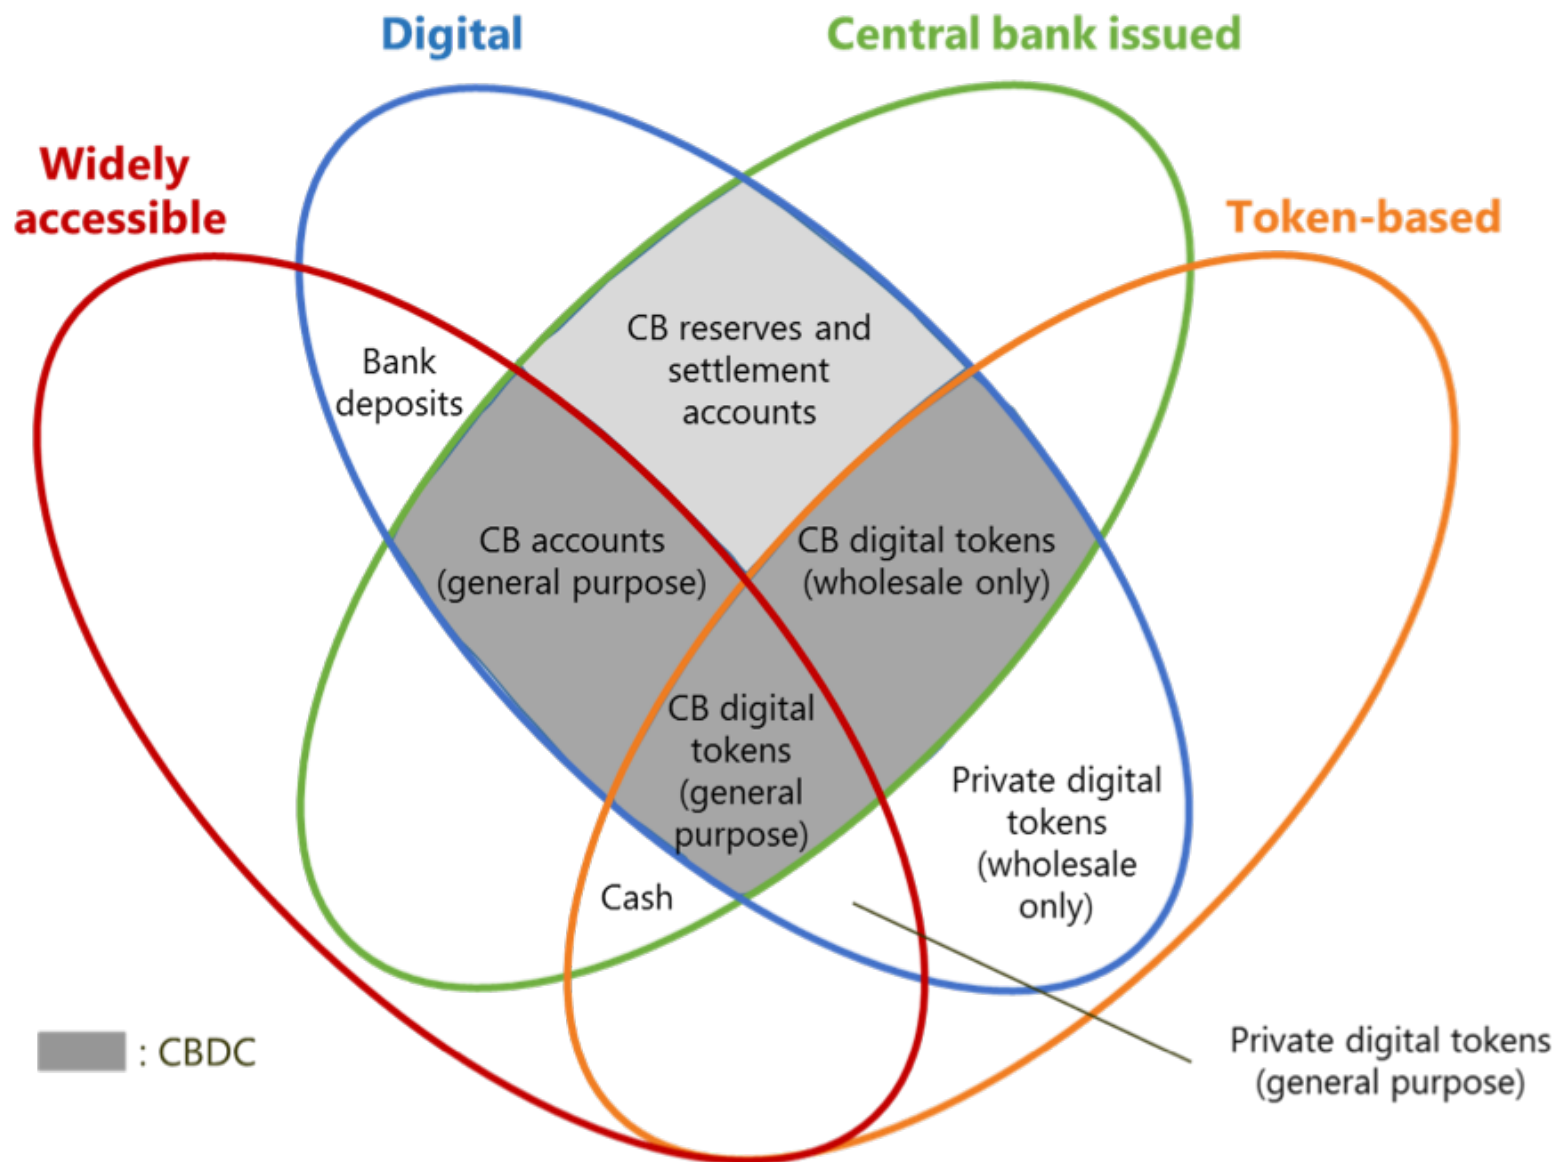 Digital
Central bank issued
Widely
accessible
Token-based
CB reserves and
settlement
accounts
Bank
deposits
CB accounts
(general purpose)
CB digital tokens
(wholesale only)
CB digital
tokens
(general
purpose)
Private digital
tokens
(wholesale
only)
Cash
: CBDC
Private digital tokens
(general purpose)